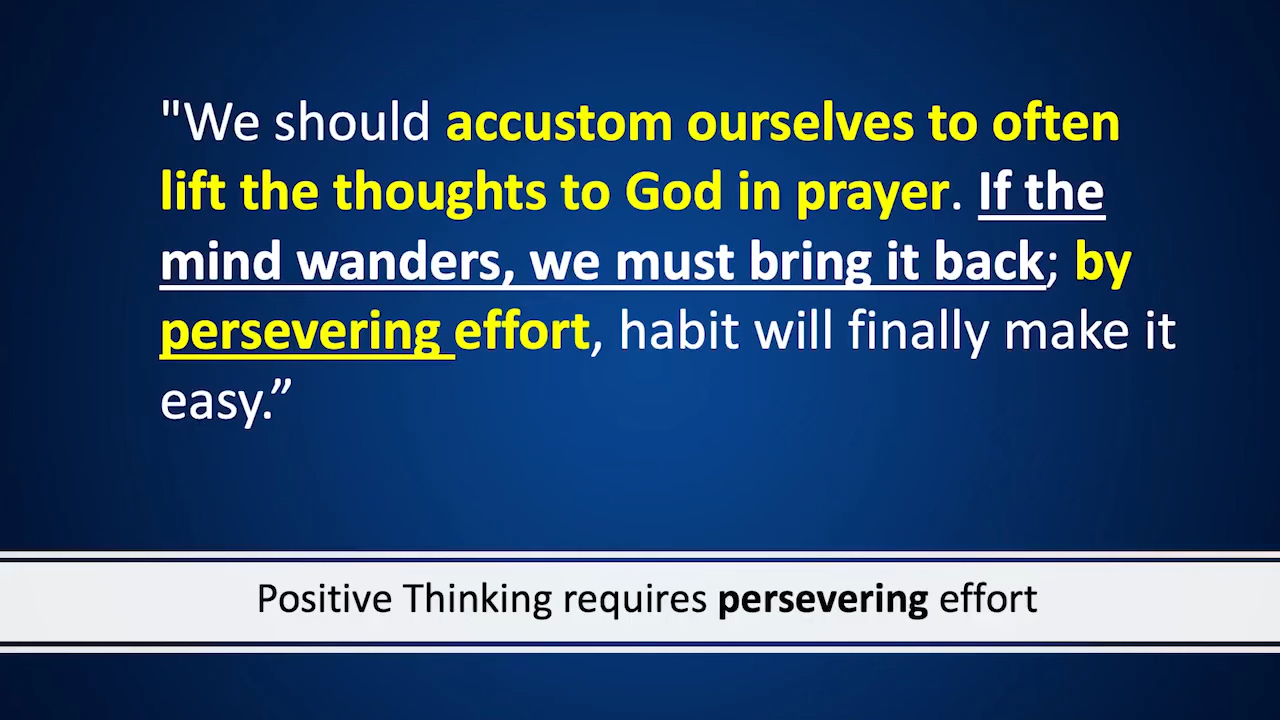 "We should accustom ourselves to often
lift the thoughts to God in prayer. If the
mind wanders, we must bring it back; by
persevering effort, habit will finally make it
easy.”
Positive Thinking requires persevering effort